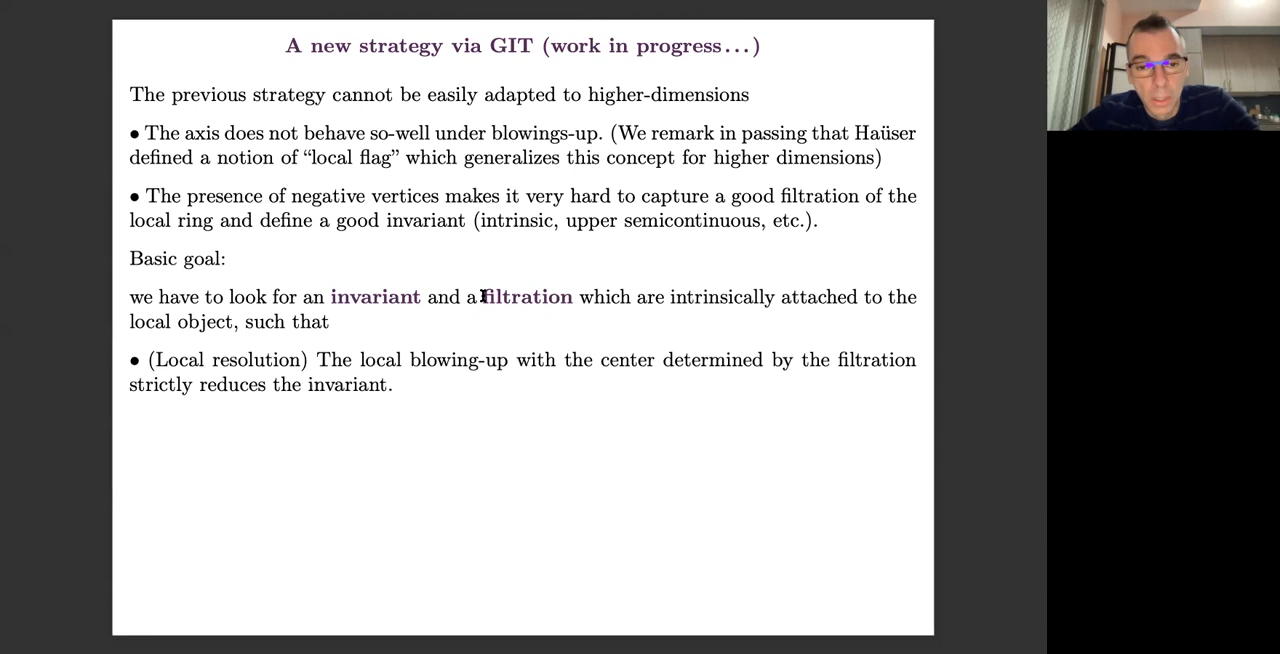 A new strategy via GIT (work in progress...)
The previous strategy cannot be easily adapted to higher-dimensions
• The axis does not behave so-well under blowings-up. (We remark in passing that Haüser
defined a notion of “local flag” which generalizes this concept for higher dimensions)
• The presence of negative vertices makes it very hard to capture a good filtration of the
local ring and define a good invariant (intrinsic, upper semicontinuous, etc.).
Basic goal:
we have to look for an invariant and a filtration which are intrinsically attached to the
local object, such that
• (Local resolution) The local blowing-up with the center determined by the filtration
strictly reduces the invariant.